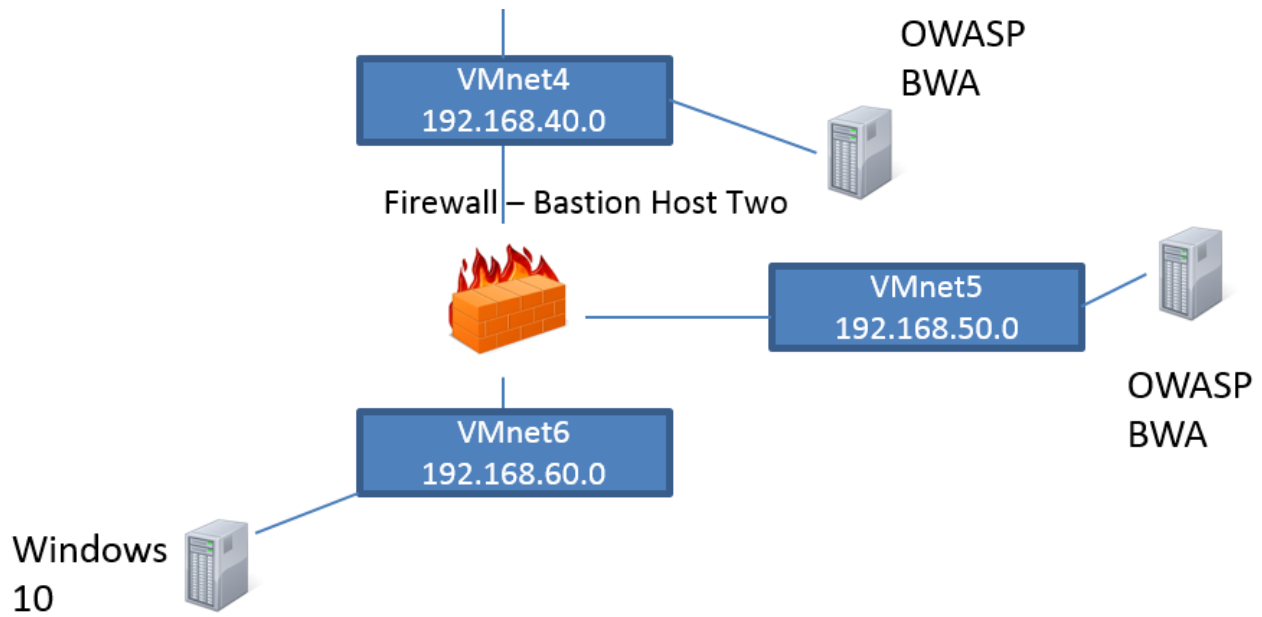 OWASP
BWA
VMnet4
192.168.40.0
Firewall – Bastion Host Two
VMnet5
192.168.50.0
OWASP
BWA
VMnet6
192.168.60.0
Windows
10